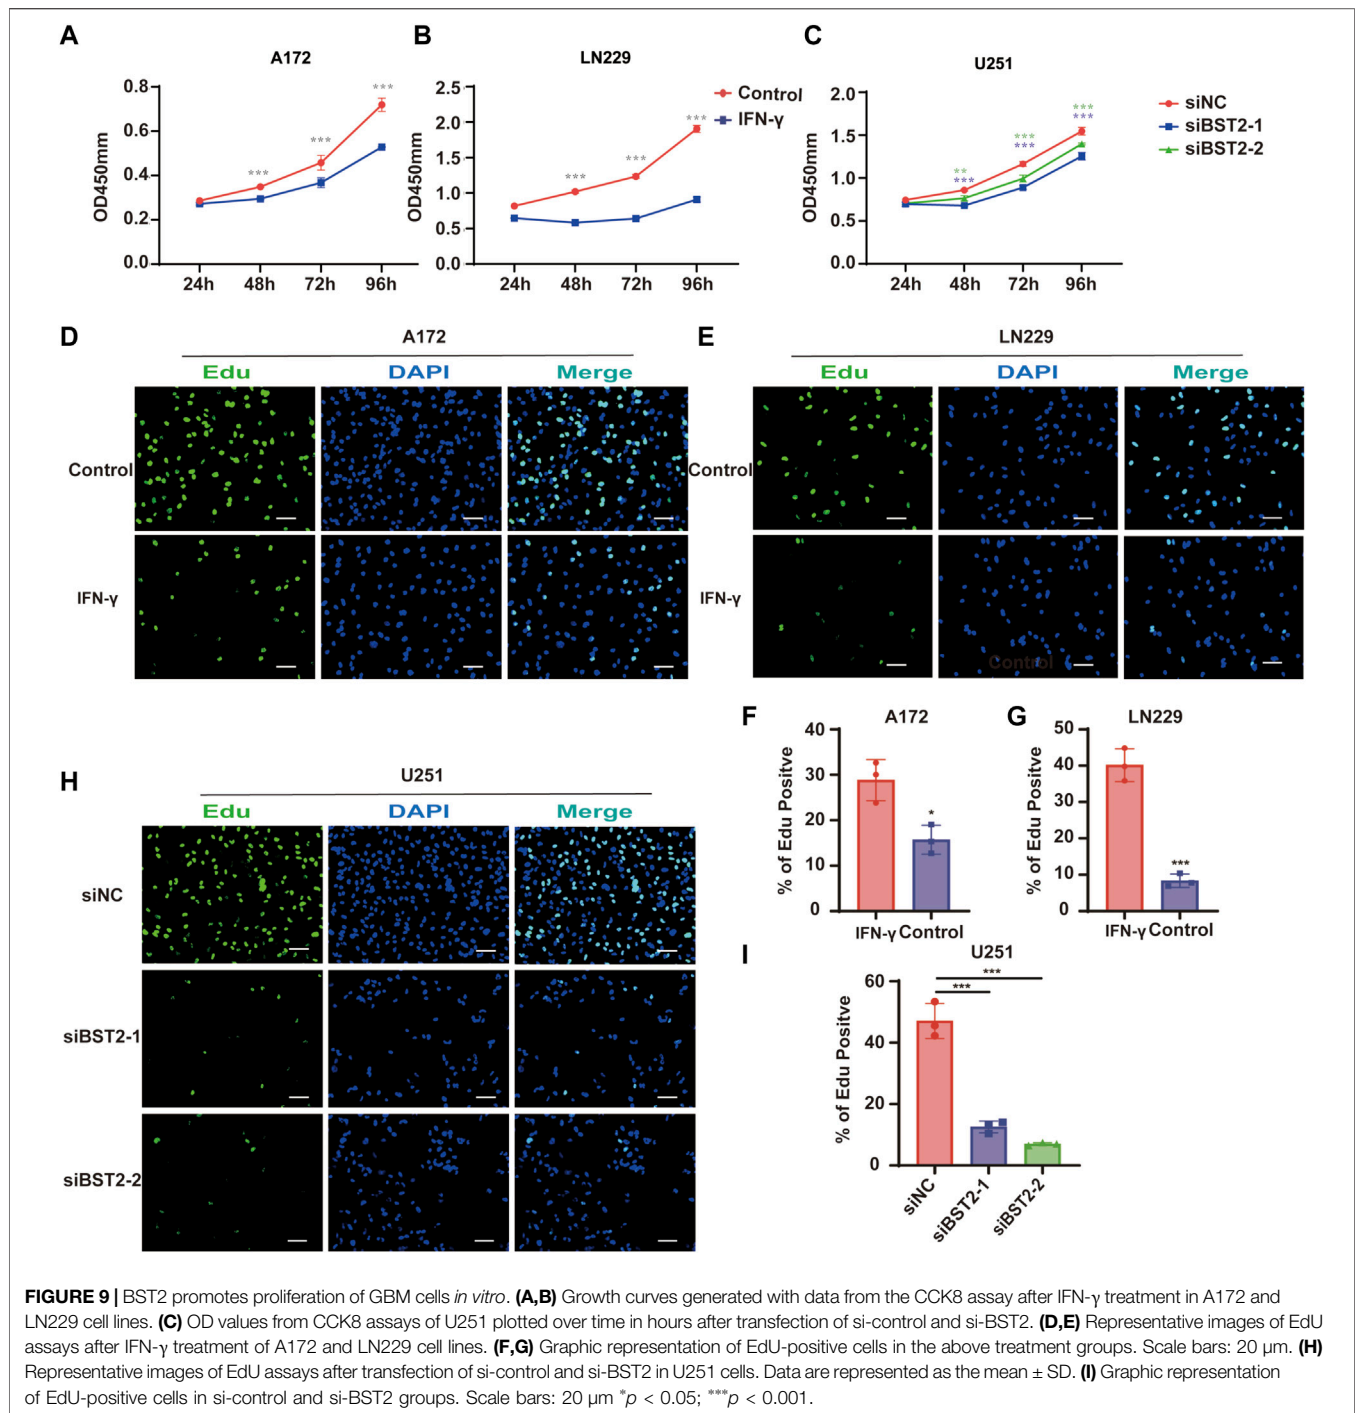 A
A172
OD450mm
0.8
0.6
0.4
0.2
0.0
***
***
***
24h 48h 72h 96h
B
LN229
OD450mm
2.5
2.0
1.5
1.0
0.5
0.0
***
***
***
24h 48h 72h 96h
Control
IFN-γ
C
U251
OD450mm
2.0
1.5
1.0
0.5
0.0
**
***
***
***
***
***
24h 48h 72h 96h
siNC
siBST2-1
siBST2-2
D
A172
Edu DAPI Merge
Control
IFN-γ
E
LN229
Edu DAPI Merge
Control
IFN-γ
Control
F
A172
% of Edu Positve
40
30
20
10
0
*
IFN-γ Control
G
LN229
% of Edu Positve
50
40
30
20
10
0
***
IFN-γ Control
H
U251
Edu DAPI Merge
siNC
siBST2-1
siBST2-2
I
U251
% of Edu Positve
60
40
20
0
***
***
siNC
siBST2-1
siBST2-2
FIGURE 9 | BST2 promotes proliferation of GBM cells in vitro. (A,B) Growth curves generated with data from the CCK8 assay after IFN-γ treatment in A172 and
LN229 cell lines. (C) OD values from CCK8 assays of U251 plotted over time in hours after transfection of si-control and si-BST2. (D,E) Representative images of EdU
assays after IFN-γ treatment of A172 and LN229 cell lines. (F,G) Graphic representation of EdU-positive cells in the above treatment groups. Scale bars: 20 μm. (H)
Representative images of EdU assays after transfection of si-control and si-BST2 in U251 cells. Data are represented as the mean ± SD. (I) Graphic representation
of EdU-positive cells in si-control and si-BST2 groups. Scale bars: 20 μm *p < 0.05; ***p < 0.001.